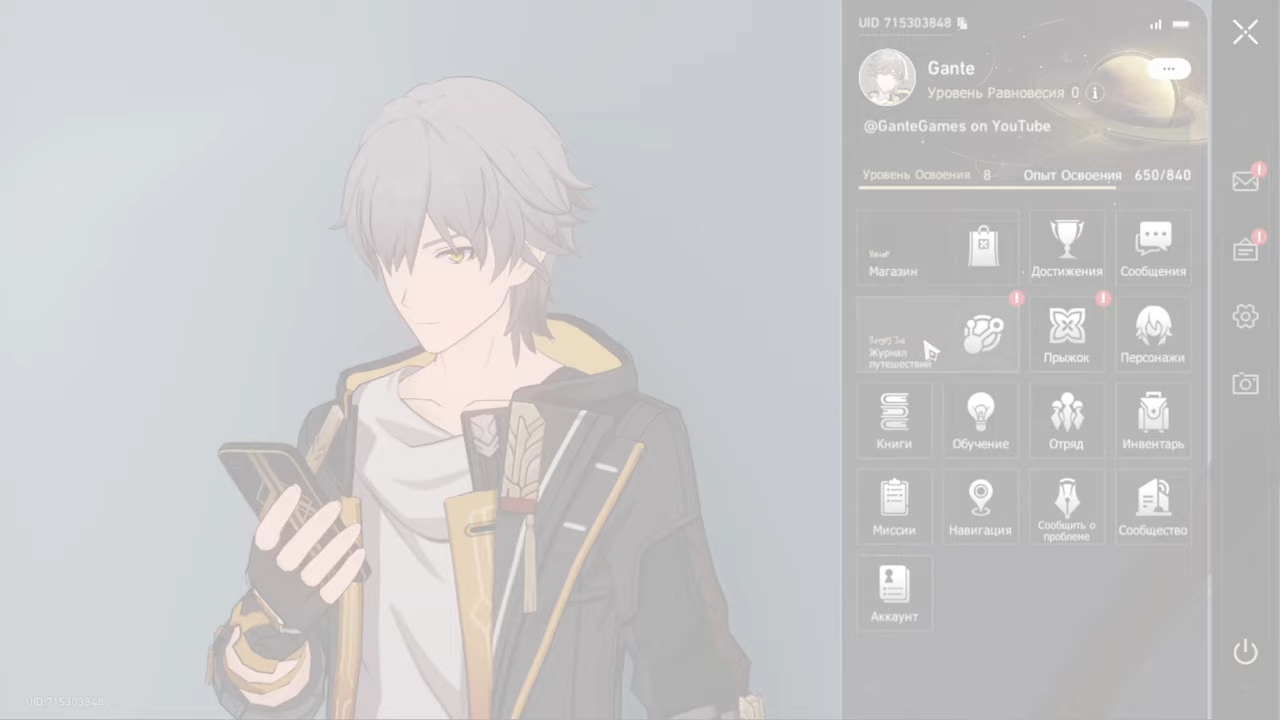 UID 715303848
Gante
Уровень Равновесия 0
@GanteGames on YouTube
Уровень Освоения 8 Опыт Освоения 650/840
Магазин
Достижения
Сообщения
Журнал
путешествий
Прыжок
Персонажи
Книги
Обучение
Отряд
Инвентарь
Миссии
Навигация
Сообщить о
проблеме
Сообщество
Аккаунт
UID:715303848